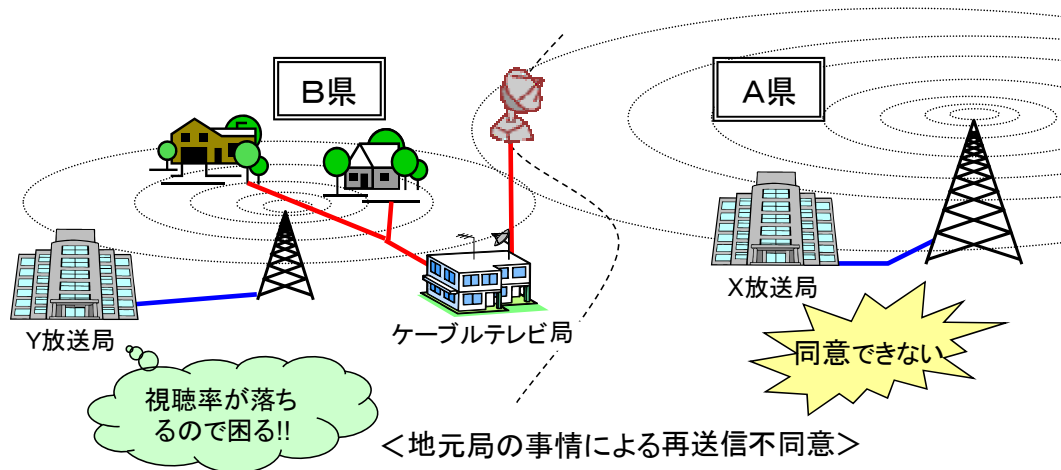 B県
A県
X放送局
Y放送局
ケーブルテレビ局
同意できない
視聴率が落ち
るので困る!!
＜地元局の事情による再送信不同意＞